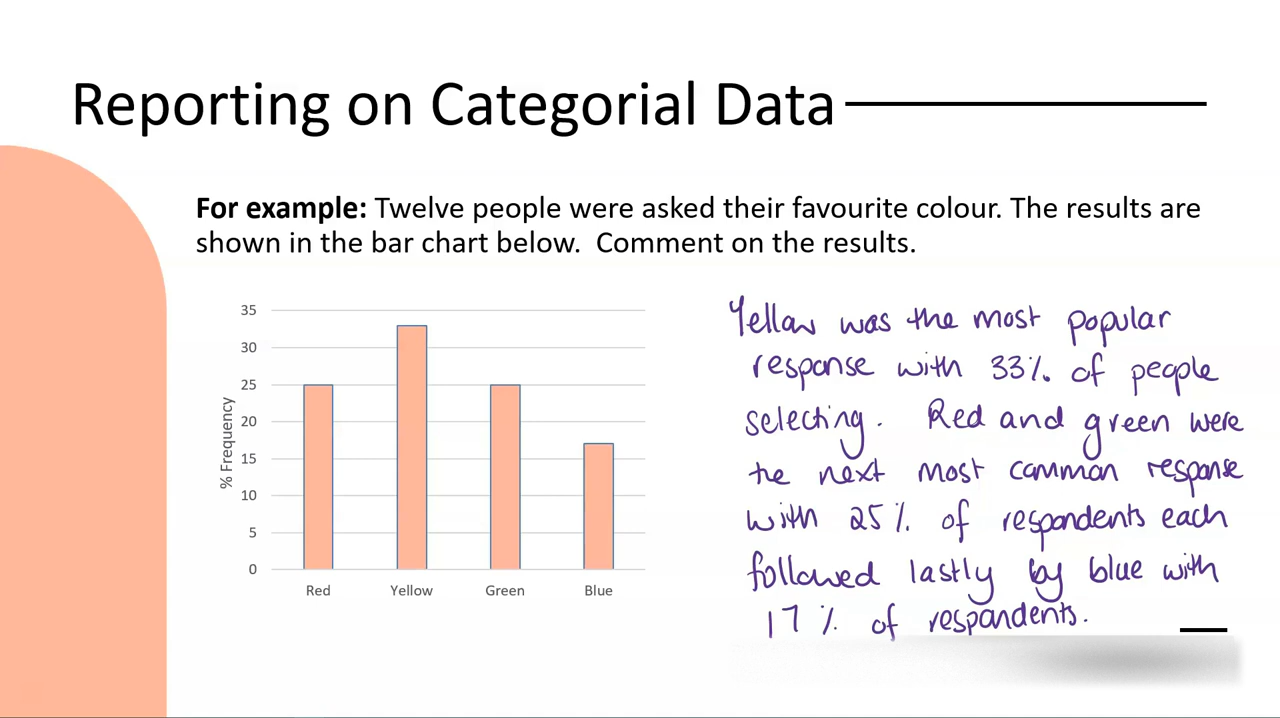 Reporting on Categorial Data
For example: Twelve people were asked their favourite colour. The results are
shown in the bar chart below. Comment on the results.
35
30
25
20
15
10
5
0
% Frequency
Red Yellow Green Blue
Yellow was the most popular
response with 33% of people
selecting. Red and green were
the next most common response
with 25% of respondents each
followed lastly by blue with
17% of respondents.